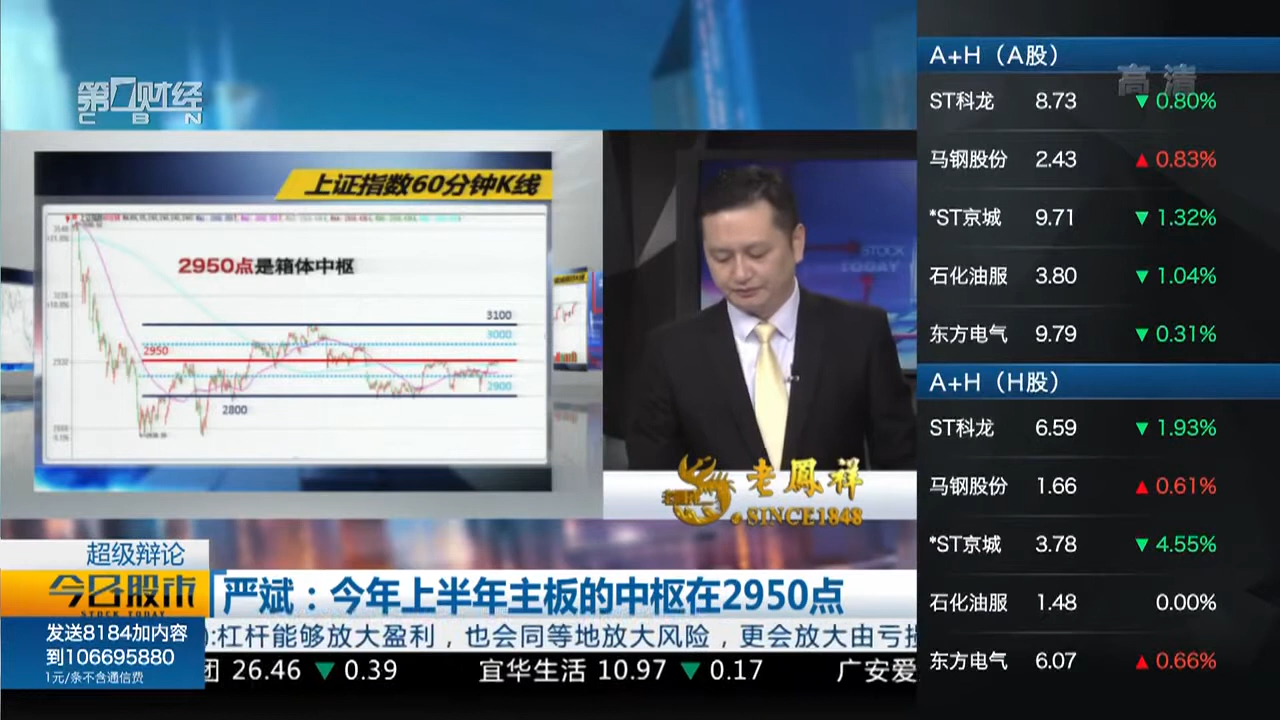 第一财经
CBN
高清
上证指数60分钟K线
2950点是箱体中枢
3100
3000
2950
2900
2800
STOCK
TODAY
老鳳祥
SINCE1848
超级辩论
今日股市
STOCK TODAY
严斌：今年上半年主板的中枢在2950点
发送8184加内容
到106695880
1元/条不含通信费
:杠杆能够放大盈利，也会同等地放大风险，更会放大由亏
团 26.46 ▼ 0.39 宜华生活 10.97 ▼ 0.17 广安爱
A+H（A股）
ST科龙 8.73 ▼ 0.80%
马钢股份 2.43 ▲ 0.83%
*ST京城 9.71 ▼ 1.32%
石化油服 3.80 ▼ 1.04%
东方电气 9.79 ▼ 0.31%
A+H（H股）
ST科龙 6.59 ▼ 1.93%
马钢股份 1.66 ▲ 0.61%
*ST京城 3.78 ▼ 4.55%
石化油服 1.48 0.00%
东方电气 6.07 ▲ 0.66%